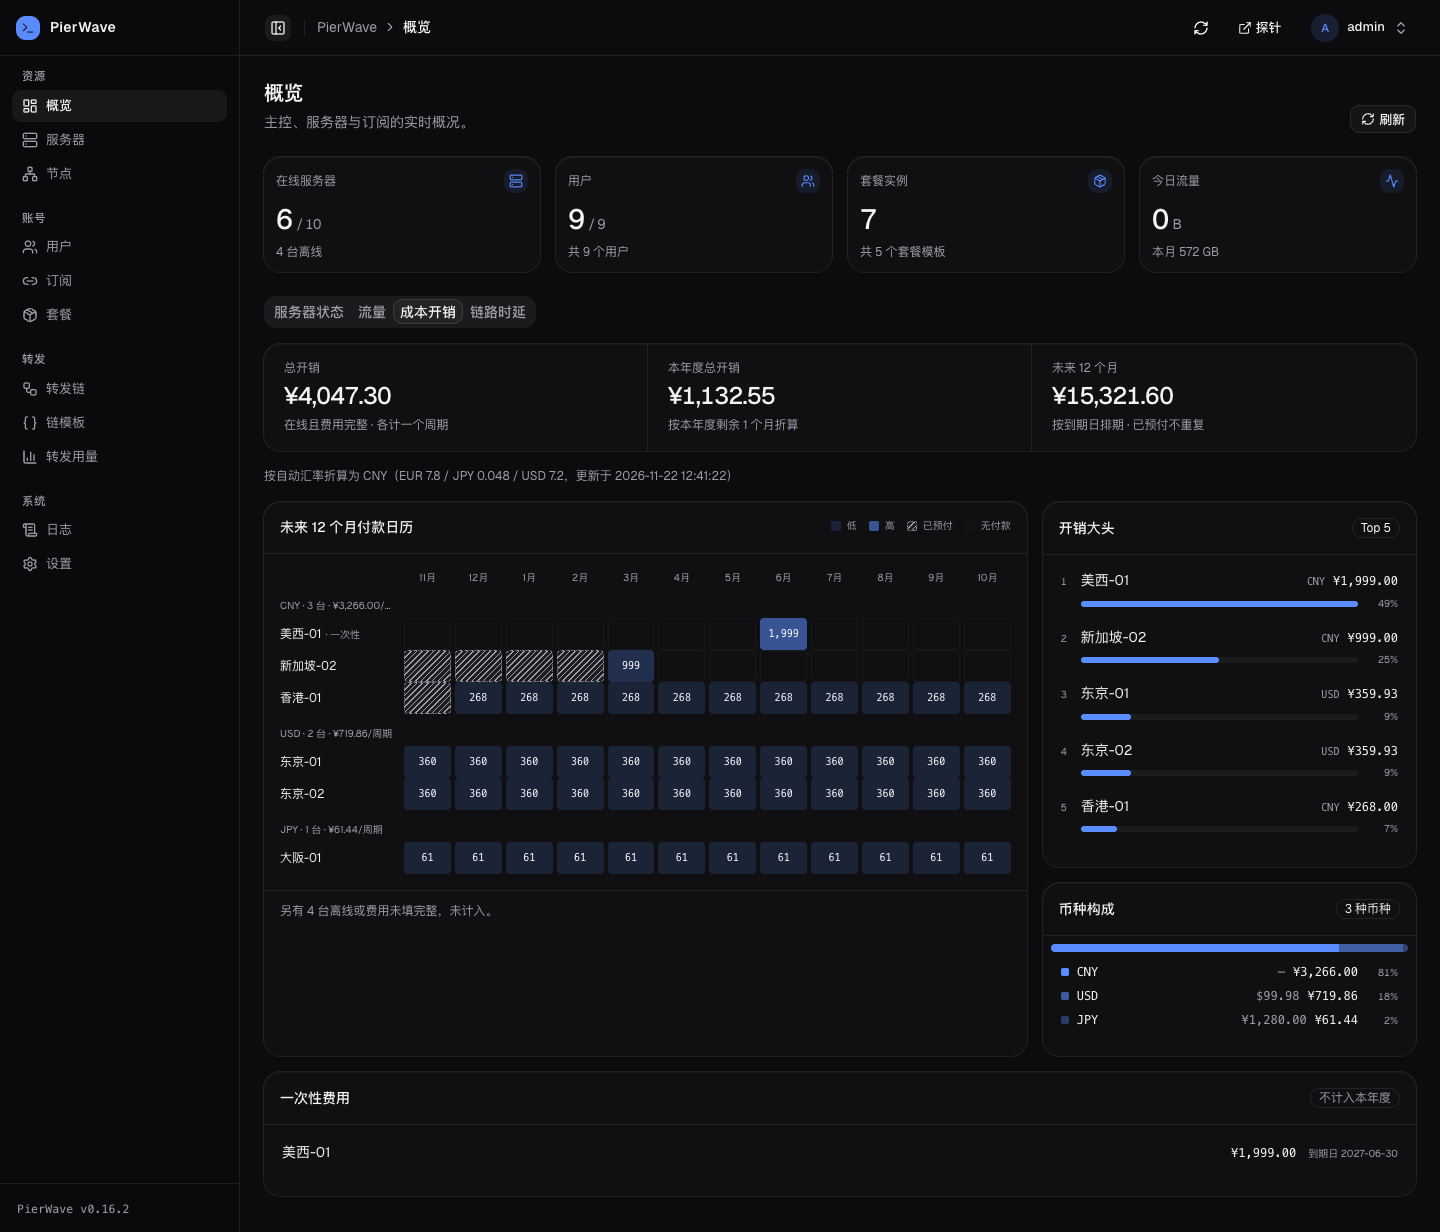 PierWave
PierWave > 概览
探针
A admin
资源
概览
服务器
节点
账号
用户
订阅
套餐
转发
转发链
链模板
转发用量
系统
日志
设置
PierWave v0.16.2
概览
主控、服务器与订阅的实时概况。
刷新
在线服务器
6 / 10
4 台离线
用户
9 / 9
共 9 个用户
套餐实例
7
共 5 个套餐模板
今日流量
0 B
本月 572 GB
服务器状态 流量 成本开销 链路时延
总开销
¥4,047.30
在线且费用完整 · 各计一个周期
本年度总开销
¥1,132.55
按本年度剩余 1 个月折算
未来 12 个月
¥15,321.60
按到期日排期 · 已预付不重复
按自动汇率折算为 CNY（EUR 7.8 / JPY 0.048 / USD 7.2，更新于 2026-11-22 12:41:22）
未来 12 个月付款日历
低 高 已预付 无付款
11月 12月 1月 2月 3月 4月 5月 6月 7月 8月 9月 10月
CNY · 3 台 · ¥3,266.00/...
美西-01 · 一次性 1,999
新加坡-02 999
香港-01 268 268 268 268 268 268 268 268 268 268 268
USD · 2 台 · ¥719.86/周期
东京-01 360 360 360 360 360 360 360 360 360 360 360 360
东京-02 360 360 360 360 360 360 360 360 360 360 360 360
JPY · 1 台 · ¥61.44/周期
大阪-01 61 61 61 61 61 61 61 61 61 61 61 61
另有 4 台离线或费用未填完整，未计入。
开销大头 Top 5
1 美西-01 CNY ¥1,999.00
49%
2 新加坡-02 CNY ¥999.00
25%
3 东京-01 USD ¥359.93
9%
4 东京-02 USD ¥359.93
9%
5 香港-01 CNY ¥268.00
7%
币种构成 3 种币种
CNY — ¥3,266.00 81%
USD $99.98 ¥719.86 18%
JPY ¥1,280.00 ¥61.44 2%
一次性费用 不计入本年度
美西-01 ¥1,999.00 到期日 2027-06-30